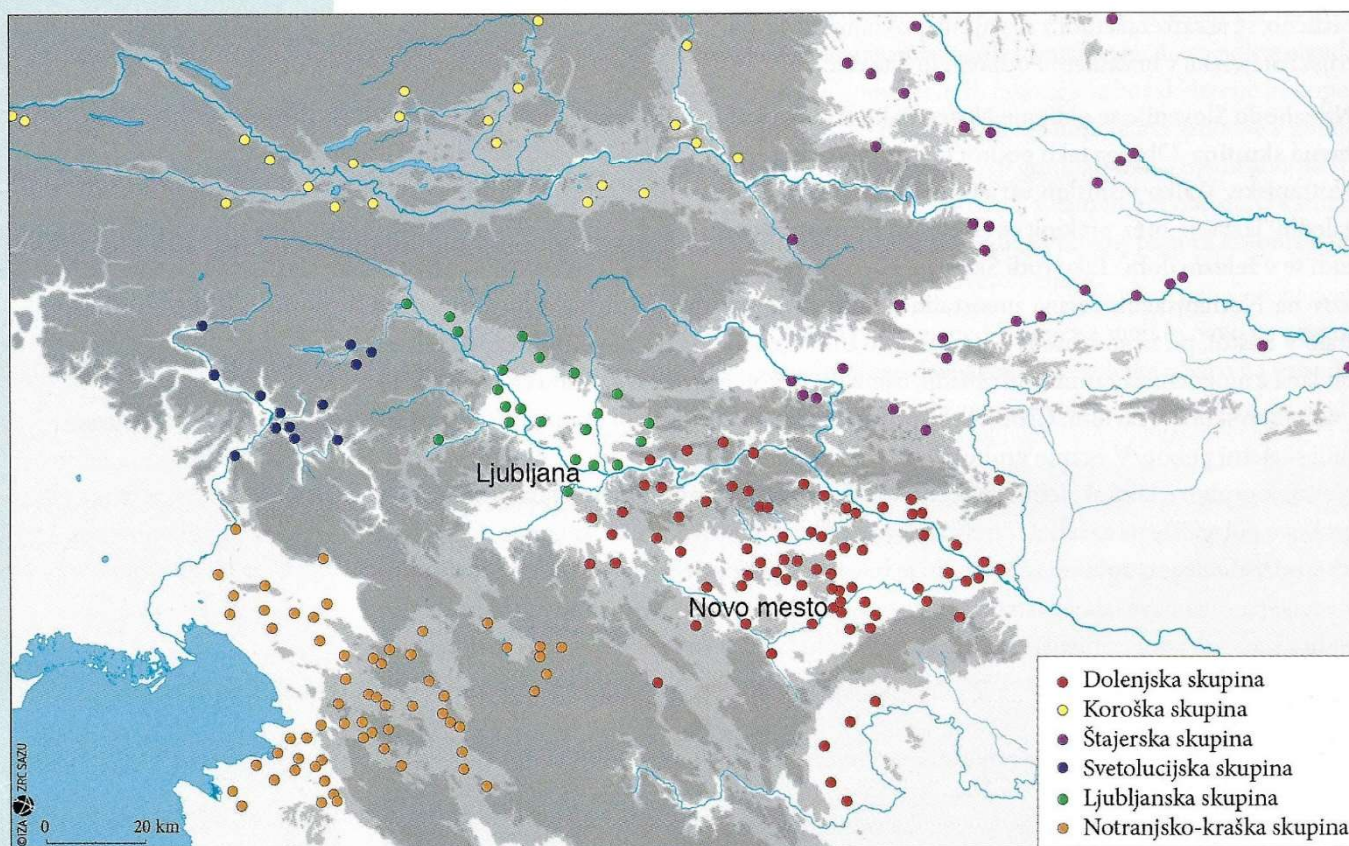 Ljubljana
Novo mesto
Dolenjska skupina
Koroška skupina
Štajerska skupina
Svetolucijska skupina
Ljubljanska skupina
Notranjsko-kraška skupina
©IZA ZRC SAZU
0 20 km